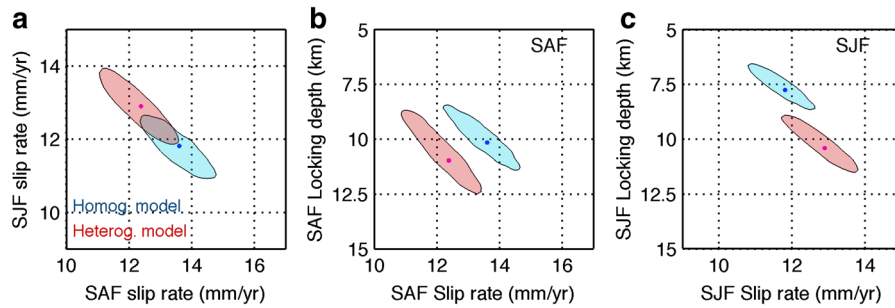 a
SJF slip rate (mm/yr)
14
12
10
Homog. model
Heterog. model
10 12 14 16
SAF slip rate (mm/yr)
b
SAF Locking depth (km)
SAF
5
7.5
10
12.5
15
10 12 14 16
SAF Slip Rate (mm/yr)
c
SJF Locking depth (km)
SJF
5
7.5
10
12.5
15
10 12 14
SJF Slip Rate (mm/yr)